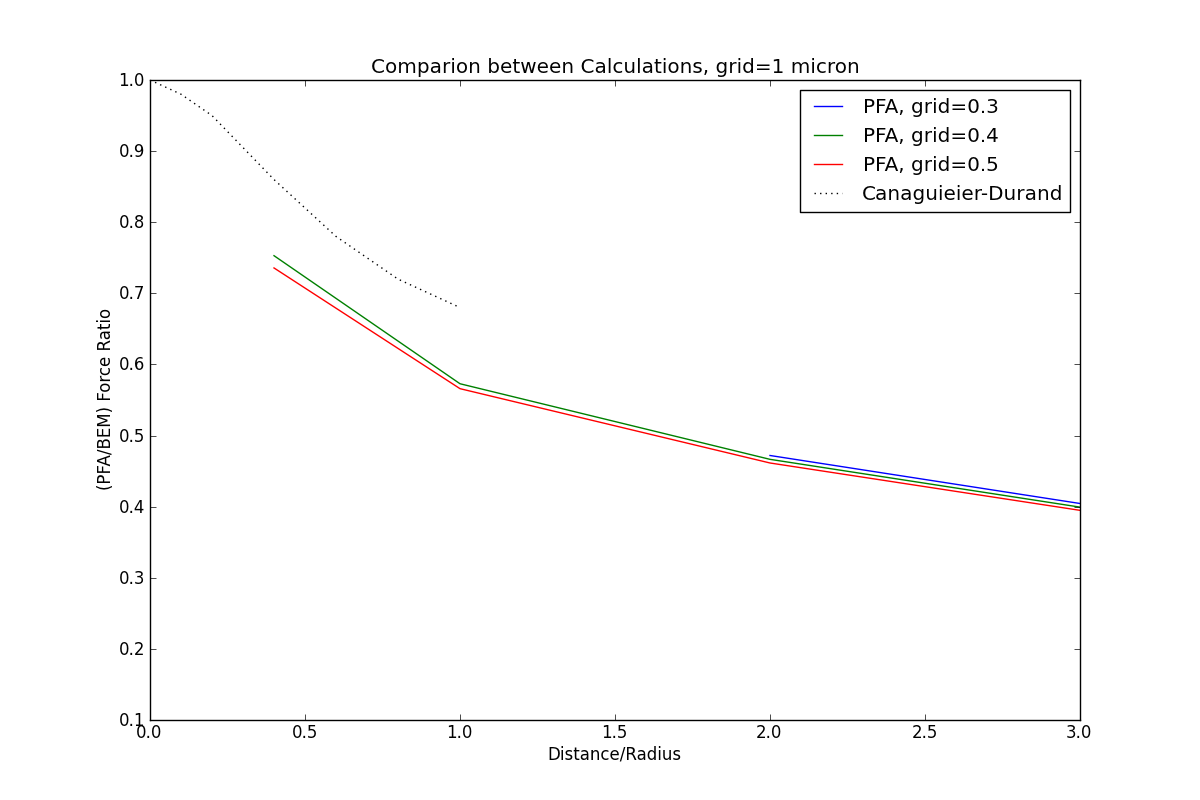 Comparion between Calculations, grid=1 micron
PFA, grid=0.3
PFA, grid=0.4
PFA, grid=0.5
Canaguieier-Durand
(PFA/BEM) Force Ratio
1.0
0.9
0.8
0.7
0.6
0.5
0.4
0.3
0.2
0.1
0.0 0.5 1.0 1.5 2.0 2.5 3.0
Distance/Radius